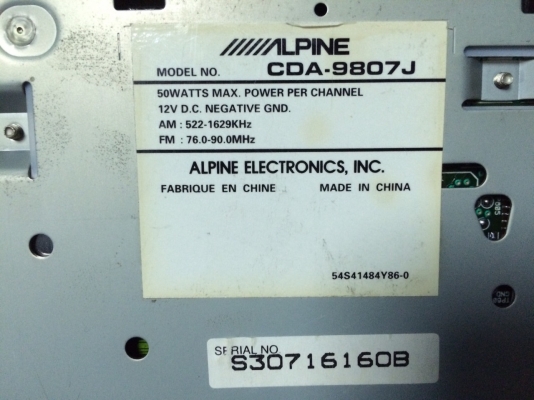 ALPINE
MODEL NO. CDA-9807J
50WATTS MAX. POWER PER CHANNEL
12V D.C. NEGATIVE GND.
AM : 522-1629KHz
FM : 76.0-90.0MHz
ALPINE ELECTRONICS, INC.
FABRIQUE EN CHINE MADE IN CHINA
54S41484Y86-0
SERIAL NO
S30716160B